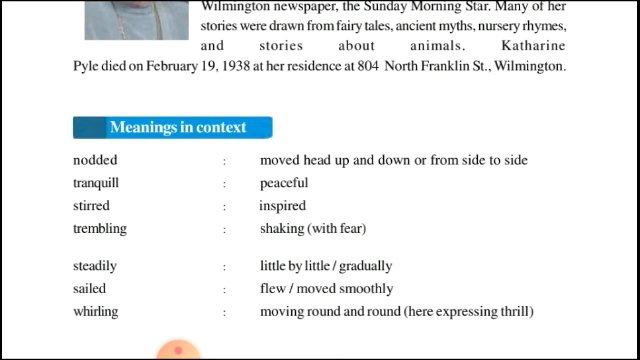 Wilmington newspaper, the Sunday Morning Star. Many of her
stories were drawn from fairy tales, ancient myths, nursery rhymes,
and stories about animals. Katharine
Pyle died on February 19, 1938 at her residence at 804 North Franklin St., Wilmington.
Meanings in context
nodded : moved head up and down or from side to side
tranquill : peaceful
stirred : inspired
trembling : shaking (with fear)
steadily : little by little / gradually
sailed : flew / moved smoothly
whirling : moving round and round (here expressing thrill)